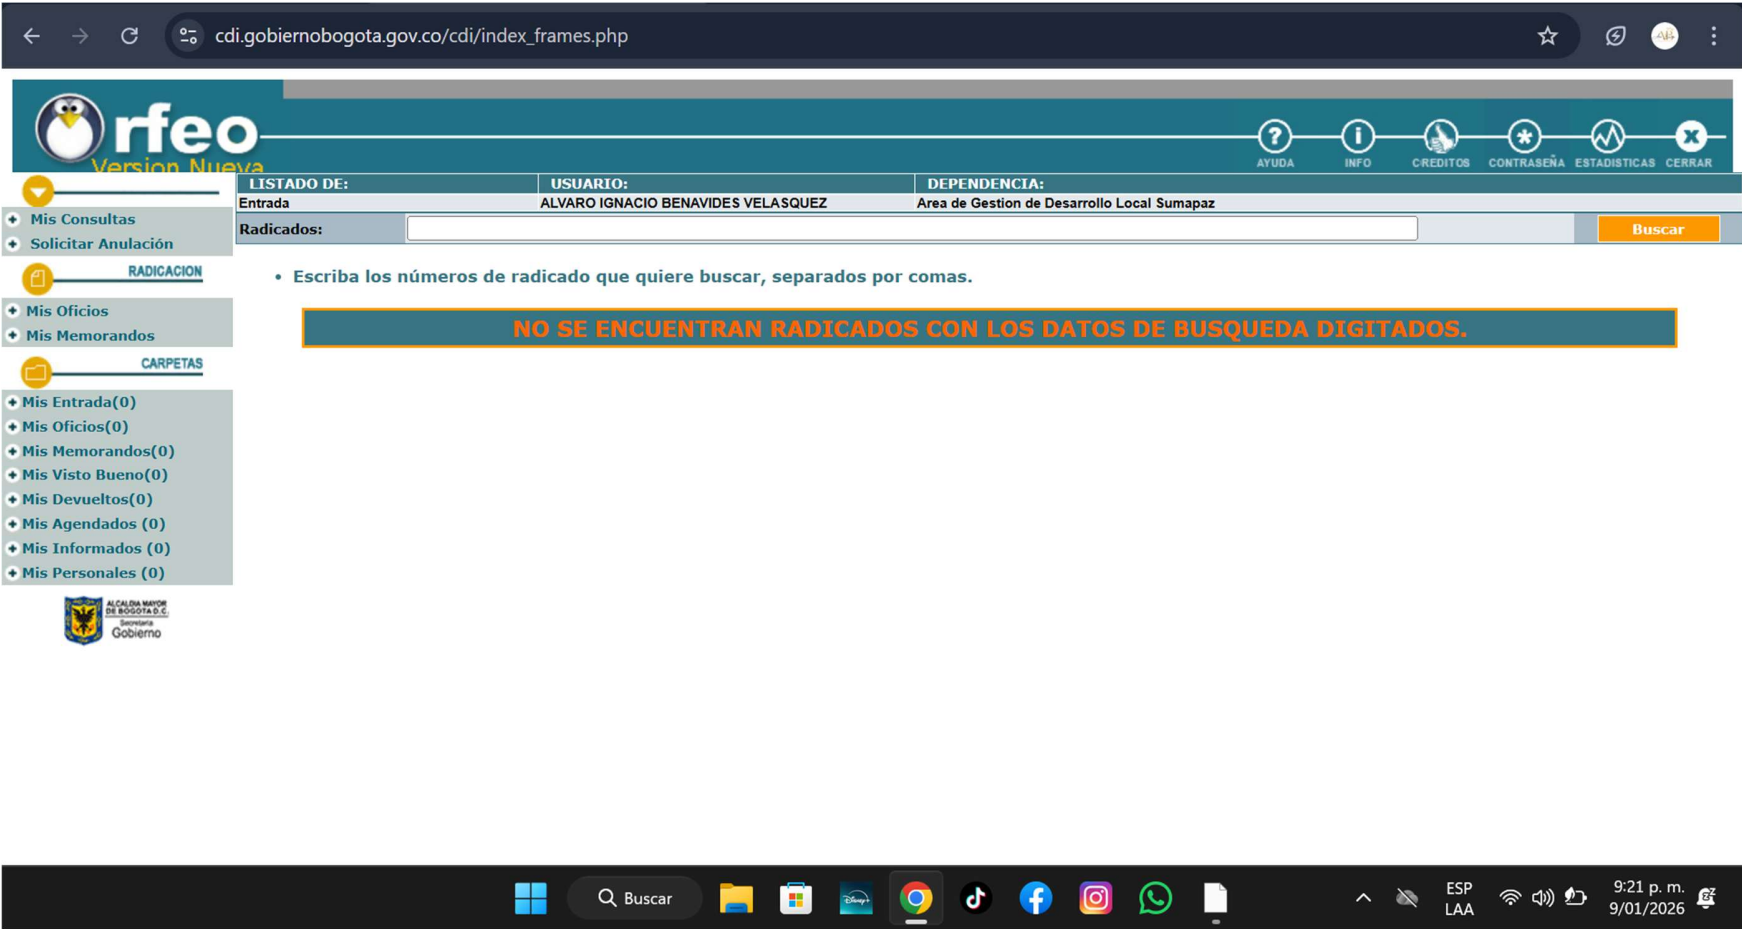 cdi.gobiernobogota.gov.co/cdi/index_frames.php
rfeo
Version Nueva
AYUDA
INFO
CREDITOS
CONTRASEÑA
ESTADISTICAS
CERRAR
LISTADO DE:
USUARIO:
DEPENDENCIA:
Entrada
ALVARO IGNACIO BENAVIDES VELASQUEZ
Area de Gestion de Desarrollo Local Sumapaz
Radicados:
Buscar
Mis Consultas
Solicitar Anulación
RADICACION
Mis Oficios
Mis Memorandos
CARPETAS
Mis Entrada(0)
Mis Oficios(0)
Mis Memorandos(0)
Mis Visto Bueno(0)
Mis Devueltos(0)
Mis Agendados (0)
Mis Informados (0)
Mis Personales (0)
ALCALDIA MAYOR
DE BOGOTA D.C.
Secretaria
Gobierno
• Escriba los números de radicado que quiere buscar, separados por comas.
NO SE ENCUENTRAN RADICADOS CON LOS DATOS DE BUSQUEDA DIGITADOS.
Buscar
Disney+
ESP
LAA
9:21 p. m.
9/01/2026